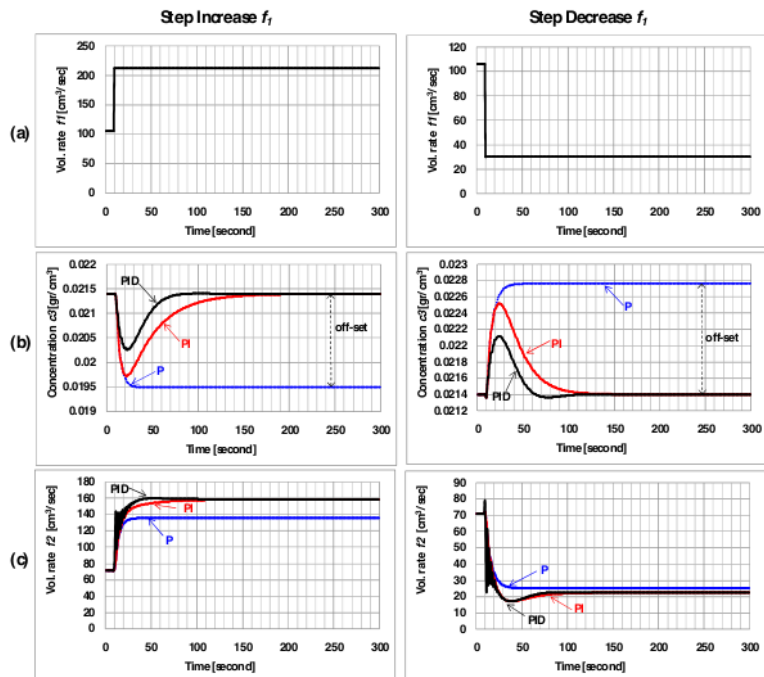 Step Increase f1
Step Decrease f1
(a)
Vol. rate f1 [cm³/sec]
250
200
150
100
50
0
0 50 100 150 200 250 300
Time [second]
Vol. rate f1 [cm³/sec]
120
100
80
60
40
20
0
0 50 100 150 200 250 300
Time [second]
(b)
Concentration c3 [gr/cm³]
0.022
0.0215
0.021
0.0205
0.02
0.0195
0.019
PID
PI
P
off-set
0 50 100 150 200 250 300
Time [second]
Concentration c3 [gr/cm³]
0.0230
0.0228
0.0226
0.0224
0.0222
0.0220
0.0218
0.0216
0.0214
0.0212
P
PI
PID
off-set
0 50 100 150 200 250 300
Time [second]
(c)
Vol. rate f2 [cm³/sec]
180
160
140
120
100
80
60
40
20
0
PID
PI
P
0 50 100 150 200 250 300
Time [second]
Vol. rate f2 [cm³/sec]
90
80
70
60
50
40
30
20
10
0
P
PI
PID
0 50 100 150 200 250 300
Time [second]